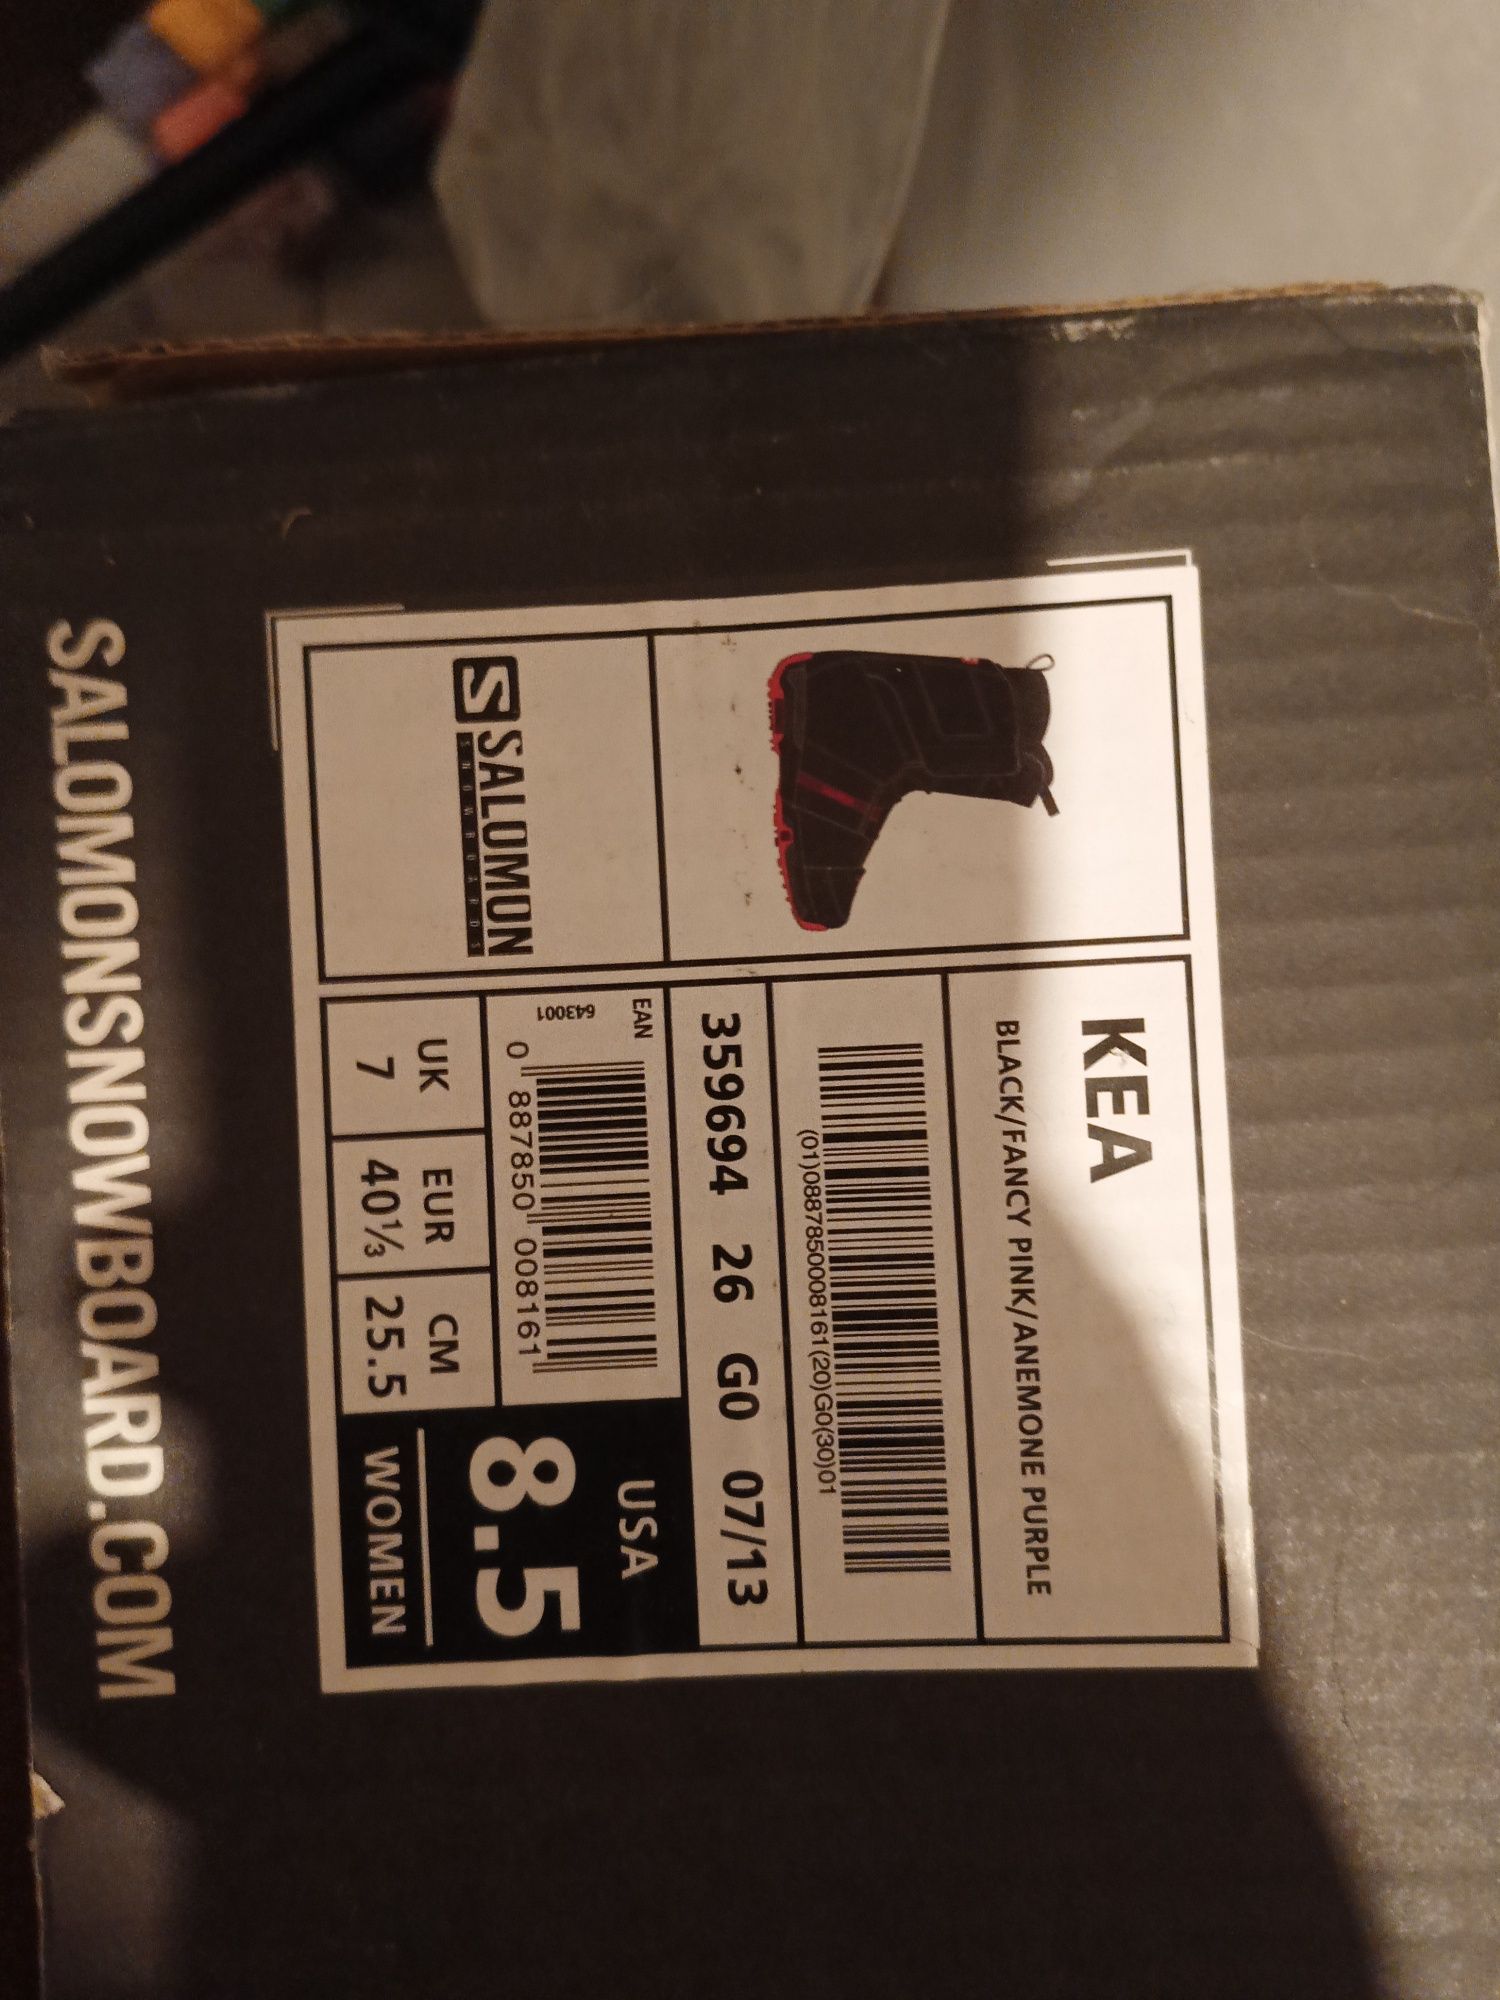 KEA
BLACK/FANCY PINK/ANEMONE PURPLE
(01)0887850008161(20)G0(30)01
359694 26 G0 07/13
S SALOMON
SNOWBOARDS
EAN
643001
0 887850 008161
USA
8.5
WOMEN
UK
7
EUR
40⅓
CM
25.5
SALOMONSNOWBOARD.COM